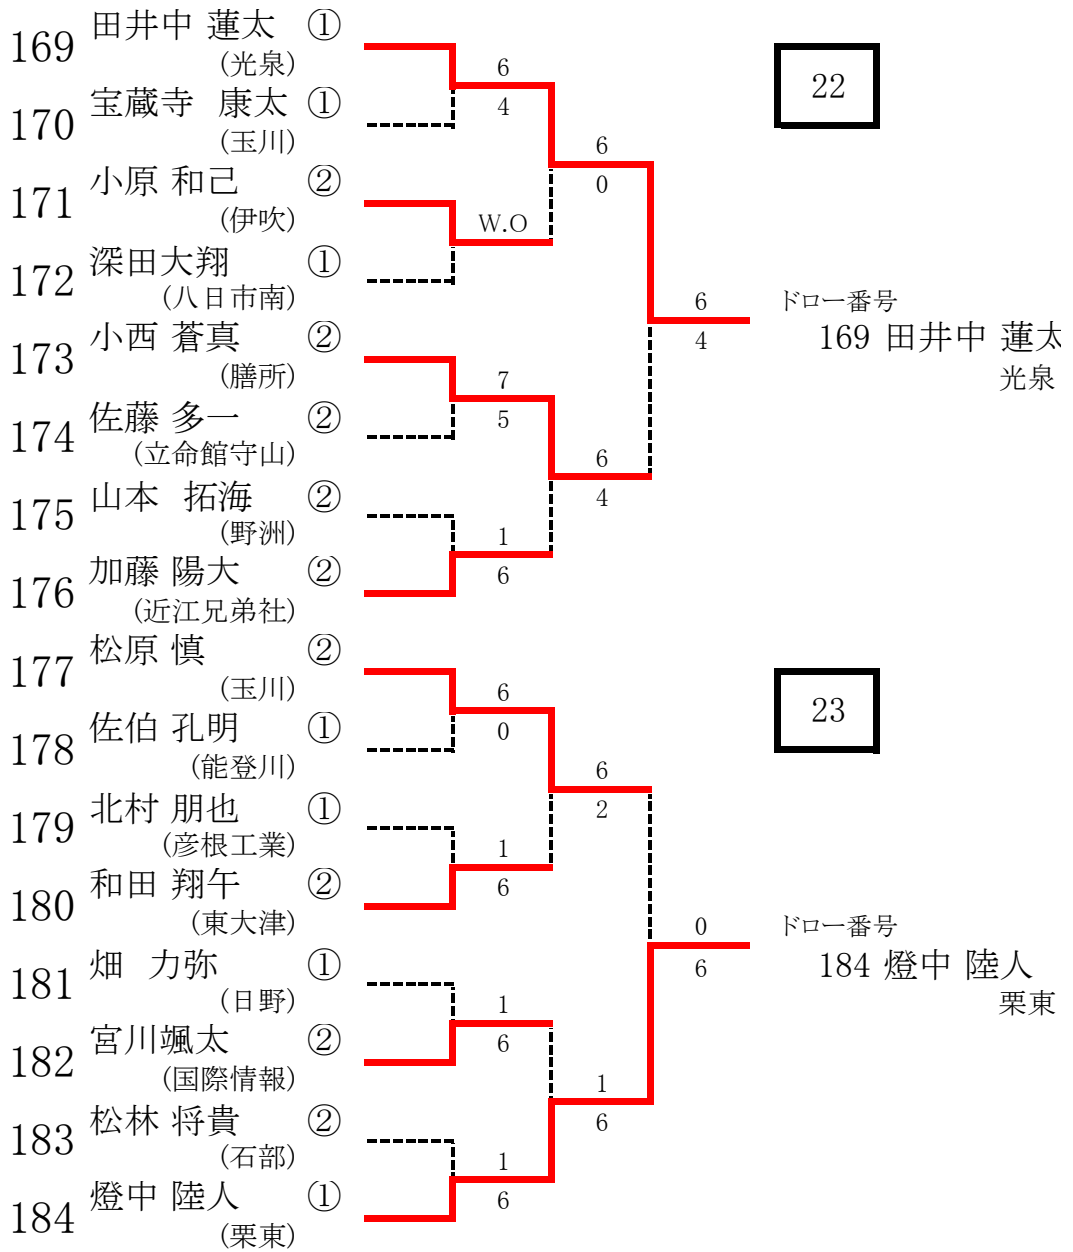 169 田井中 蓮太 ①
(光泉)
6
4
22
170 宝蔵寺 康太 ①
(玉川)
6
0
171 小原 和己 ②
(伊吹)
W.O
172 深田大翔 ①
(八日市南)
6
4
ドロー番号
169 田井中 蓮太
光泉
173 小西 蒼真 ②
(膳所)
7
5
174 佐藤 多一 ②
(立命館守山)
6
4
175 山本 拓海 ②
(野洲)
1
6
176 加藤 陽大 ②
(近江兄弟社)
177 松原 慎 ②
(玉川)
6
0
23
178 佐伯 孔明 ①
(能登川)
6
2
179 北村 朋也 ①
(彦根工業)
1
6
180 和田 翔午 ②
(東大津)
0
6
ドロー番号
184 燈中 陸人
栗東
181 畑 力弥 ①
(日野)
1
6
182 宮川颯太 ②
(国際情報)
1
6
183 松林 将貴 ②
(石部)
1
6
184 燈中 陸人 ①
(栗東)